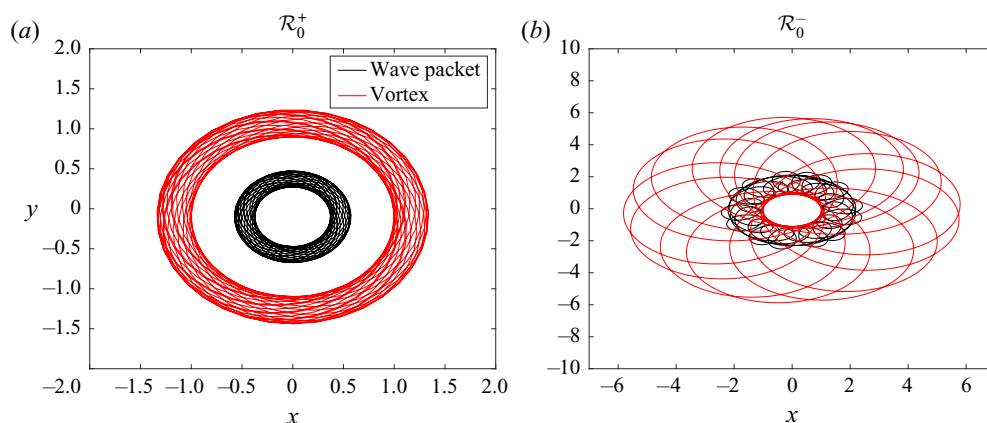 (a) R₀⁺ (b) R₀⁻
2.0
1.5
1.0
0.5
y 0
–0.5
–1.0
–1.5
–2.0
Wave packet
Vortex
–1.5 –1.0 –0.5 0 0.5 1.0 1.5 2.0
x
10
8
6
4
2
0
–2
–4
–6
–8
–10
–6 –4 –2 0 2 4 6
x